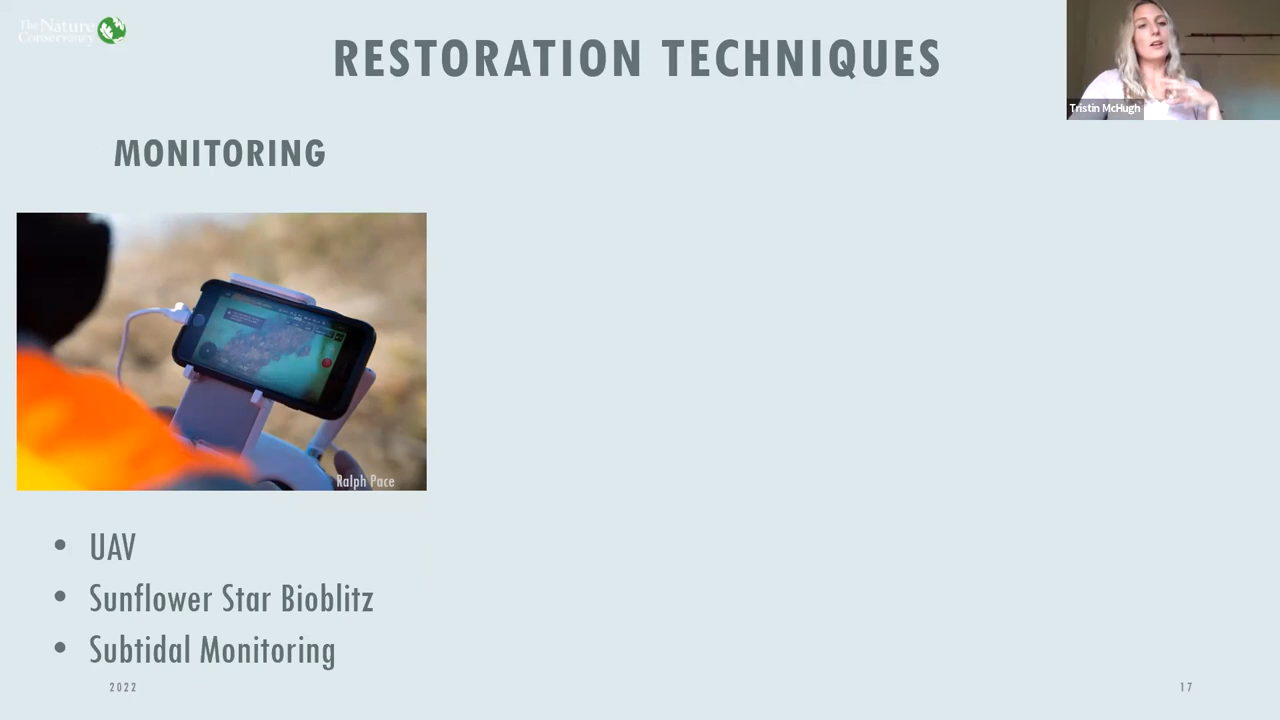 The Nature
Conservancy
RESTORATION TECHNIQUES
Tristin McHugh
MONITORING
Ralph Pace
• UAV
• Sunflower Star Bioblitz
• Subtidal Monitoring
2022
17